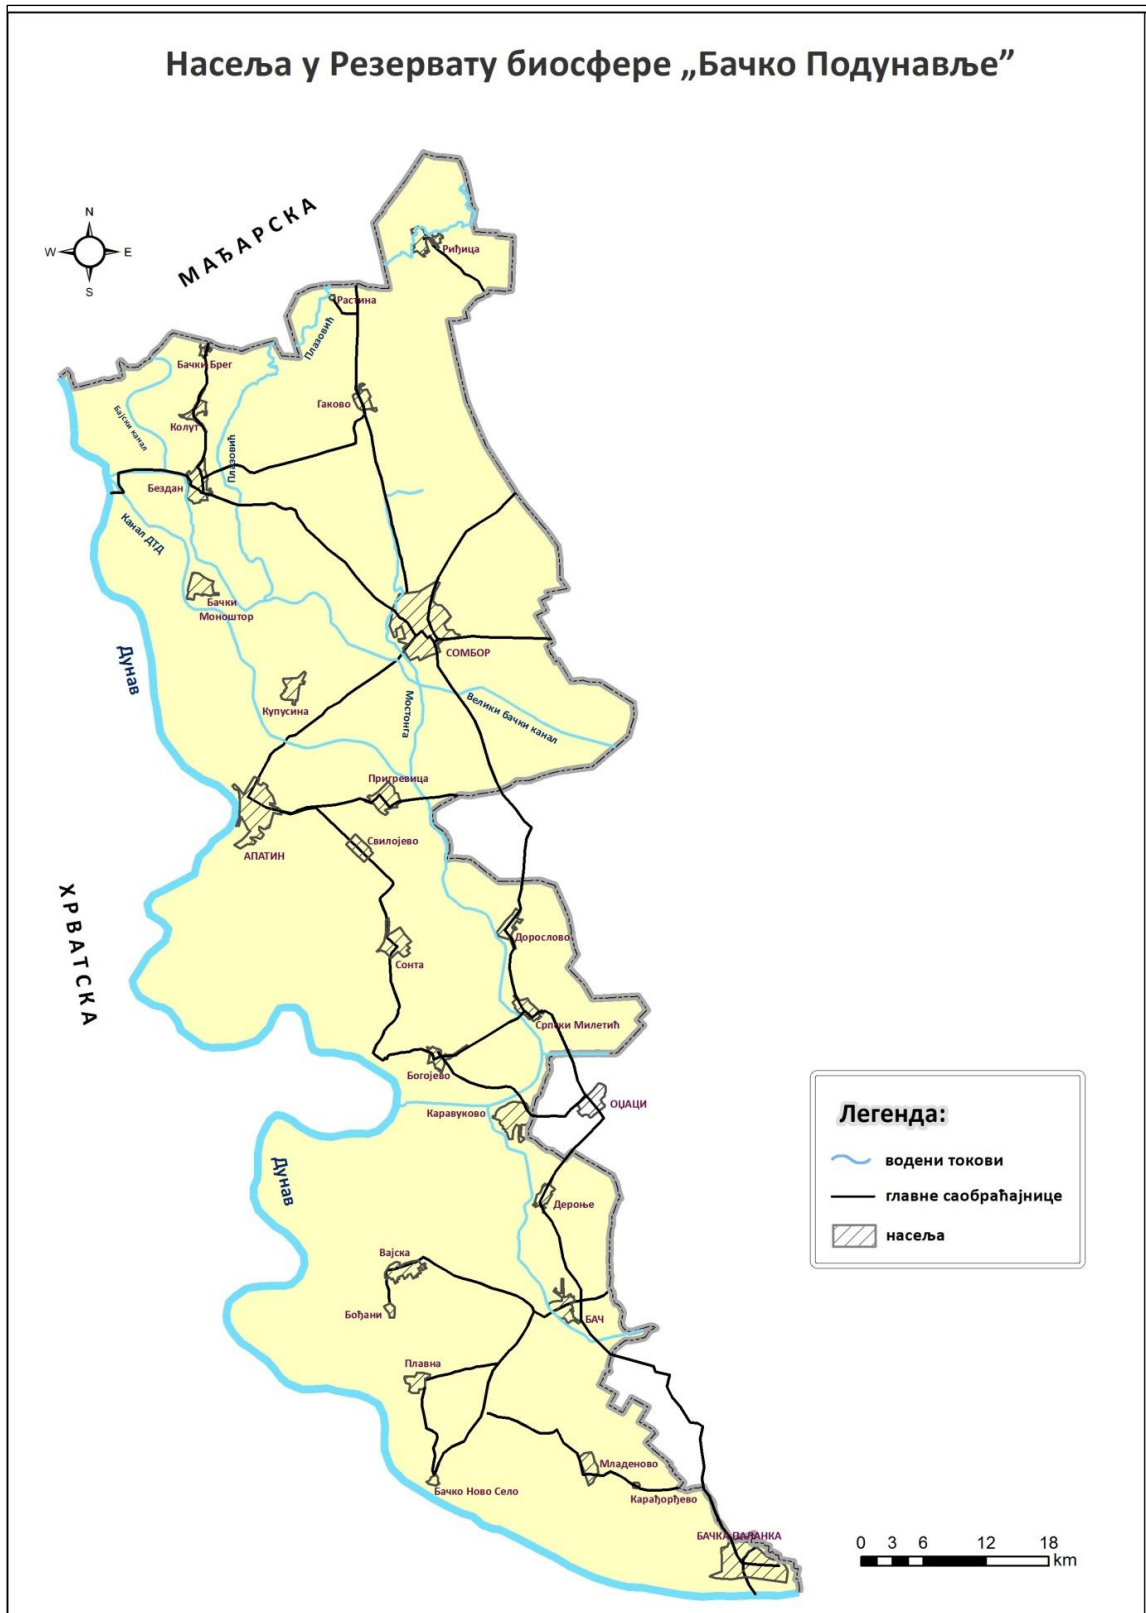 Насеља у Резервату биосфере „Бачко Подунавље”
N
W
E
S
МАЂАРСКА
Риђица
Растина
Плазовић
Бачки Брег
Гаково
Бајски канал
Колут
Плазовић
Бездан
Канал ДТД
Бачки
Моноштор
СОМБОР
Дунав
Купусина
Мостонга
Велики бачки канал
Пригревица
Свилојево
АПАТИН
ХРВАТСКА
Дорослово
Сонта
Српски Милетић
Богојево
Каравуково
ОЏАЦИ
Дунав
Дероње
Вајска
Бођани
БАЧ
Плавна
Младеново
Бачко Ново Село
Карађорђево
БАЧКА ПАЛАНКА
Легенда:
водени токови
главне саобраћајнице
насеља
0 3 6 12 18
km